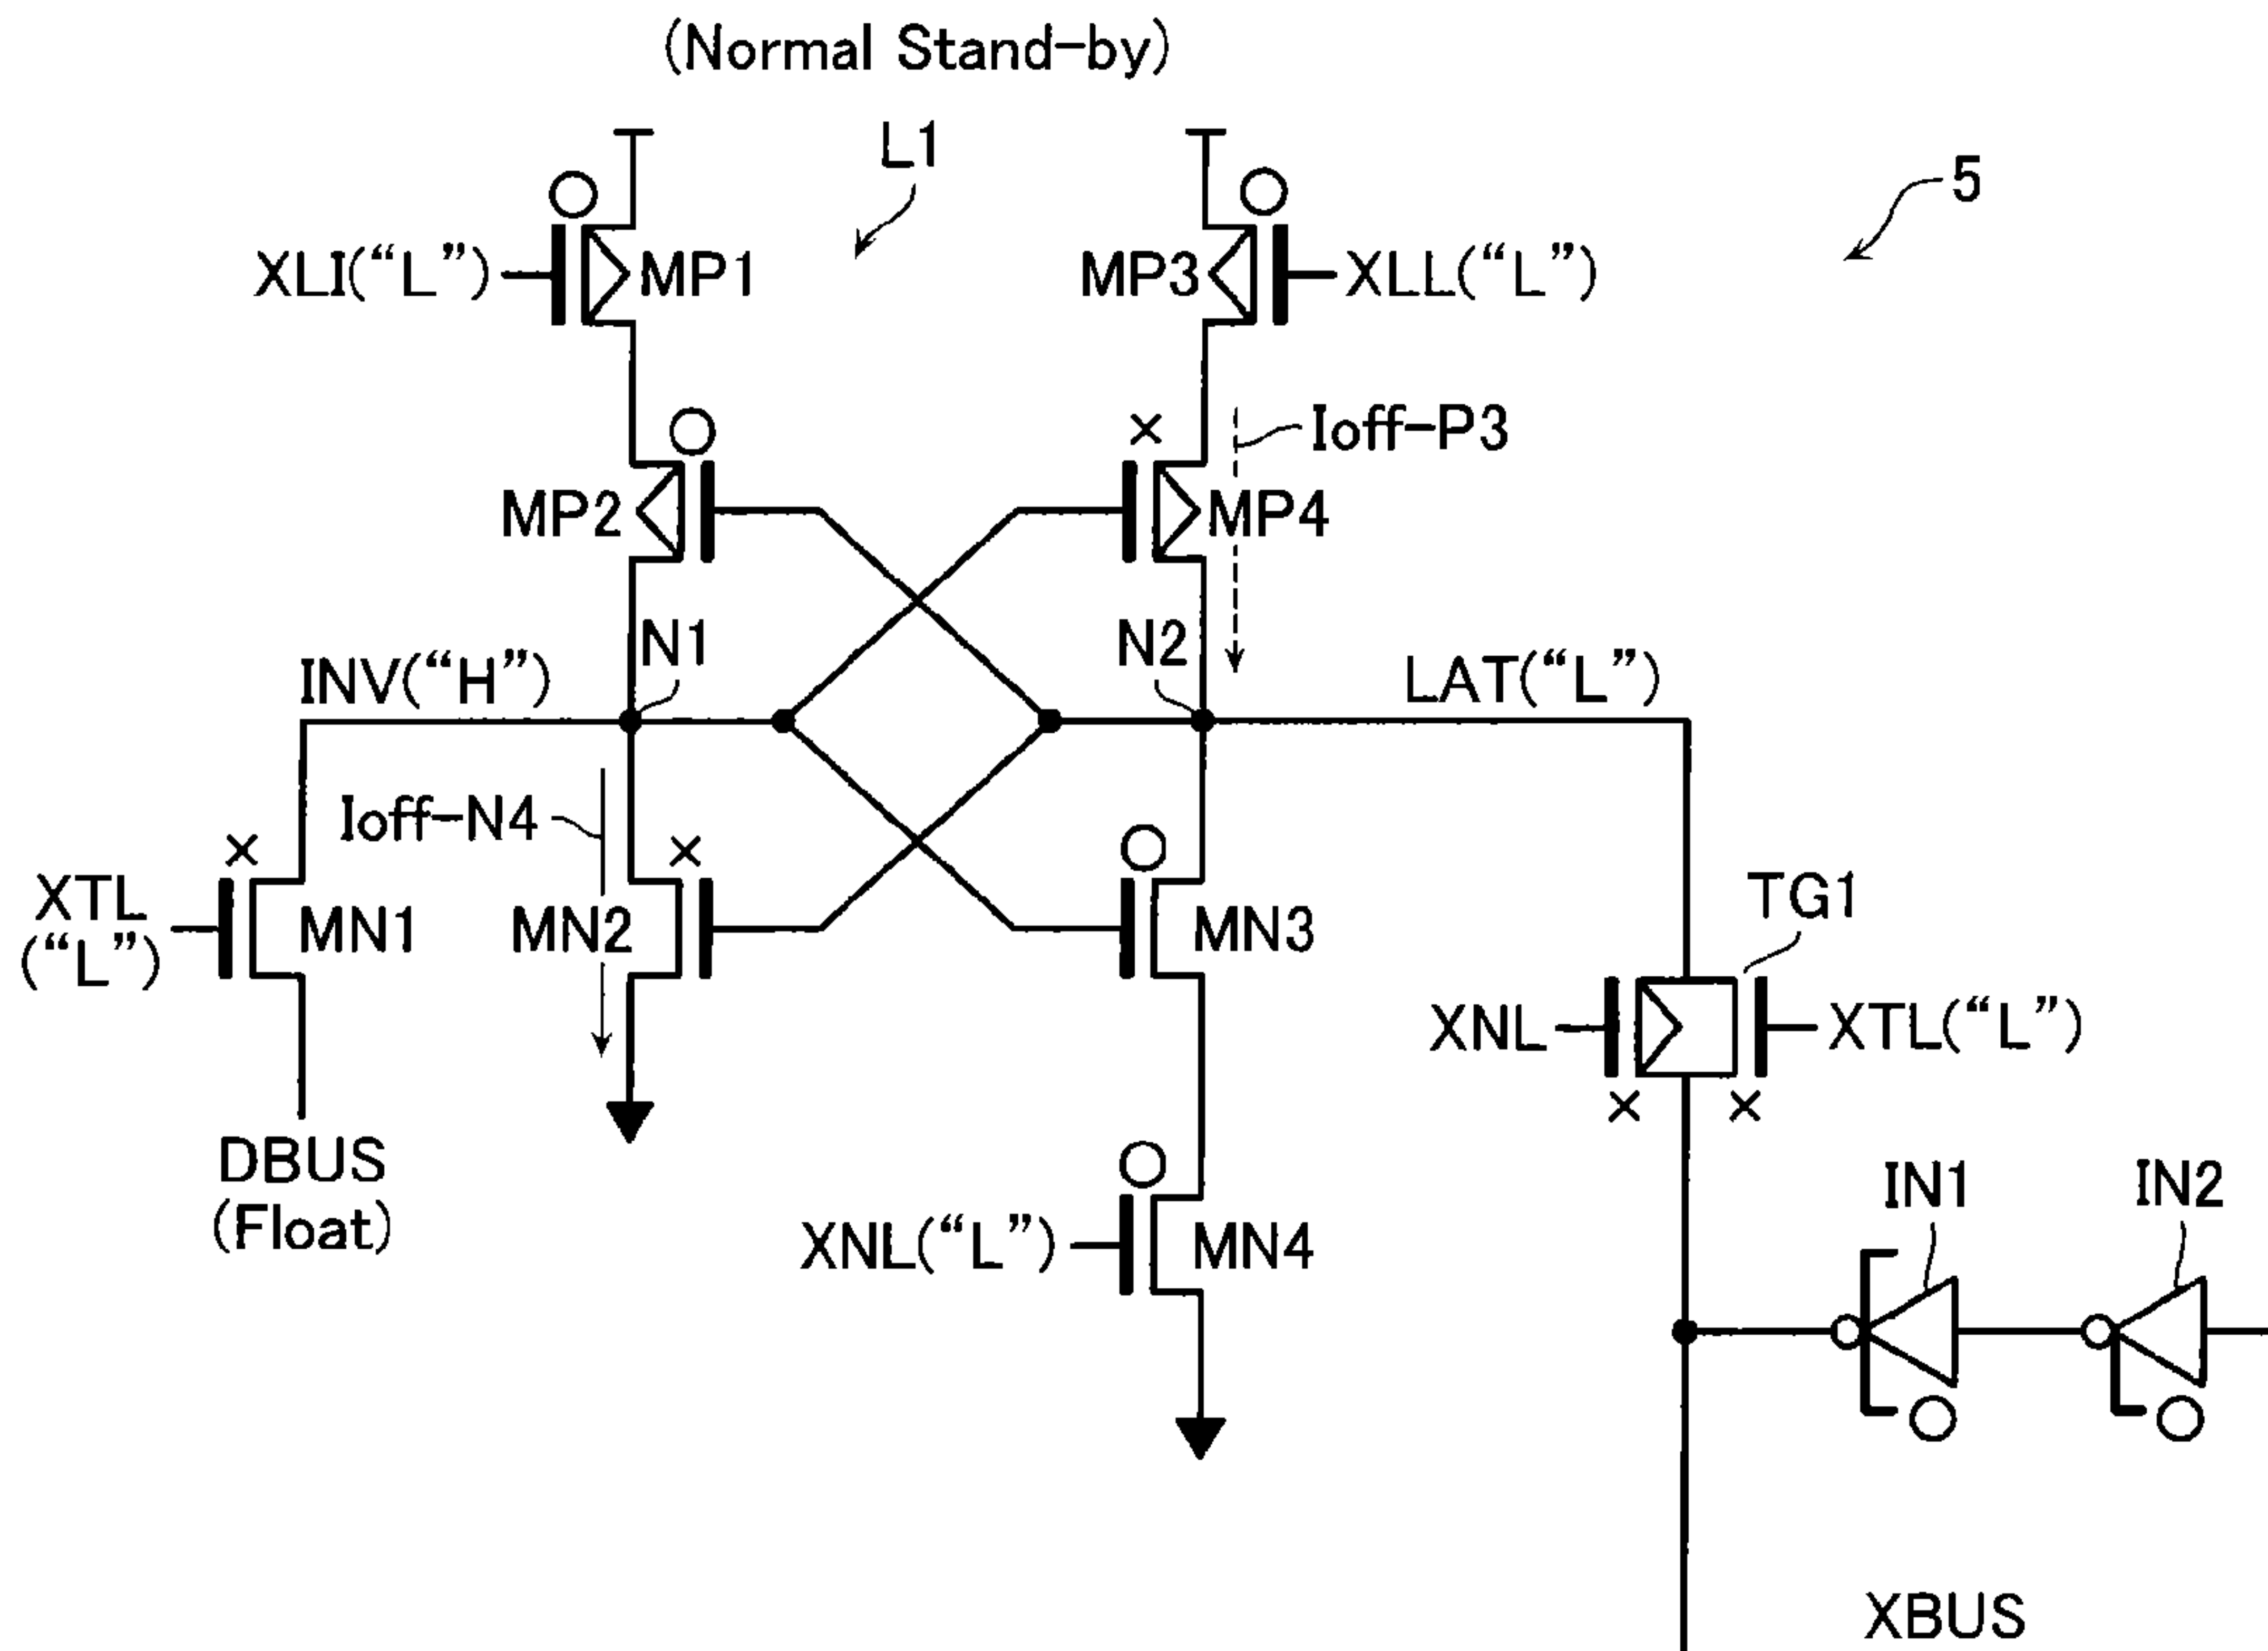 (Normal Stand-by)
L1
5
XLI(“L”)
MP1
MP3
XLL(“L”)
Ioff-P3
MP2
MP4
N1
N2
INV(“H”)
LAT(“L”)
Ioff-N4
XTL
(“L”)
MN1
MN2
MN3
TG1
XNL
XTL(“L”)
DBUS
(Float)
XNL(“L”)
MN4
IN1
IN2
XBUS